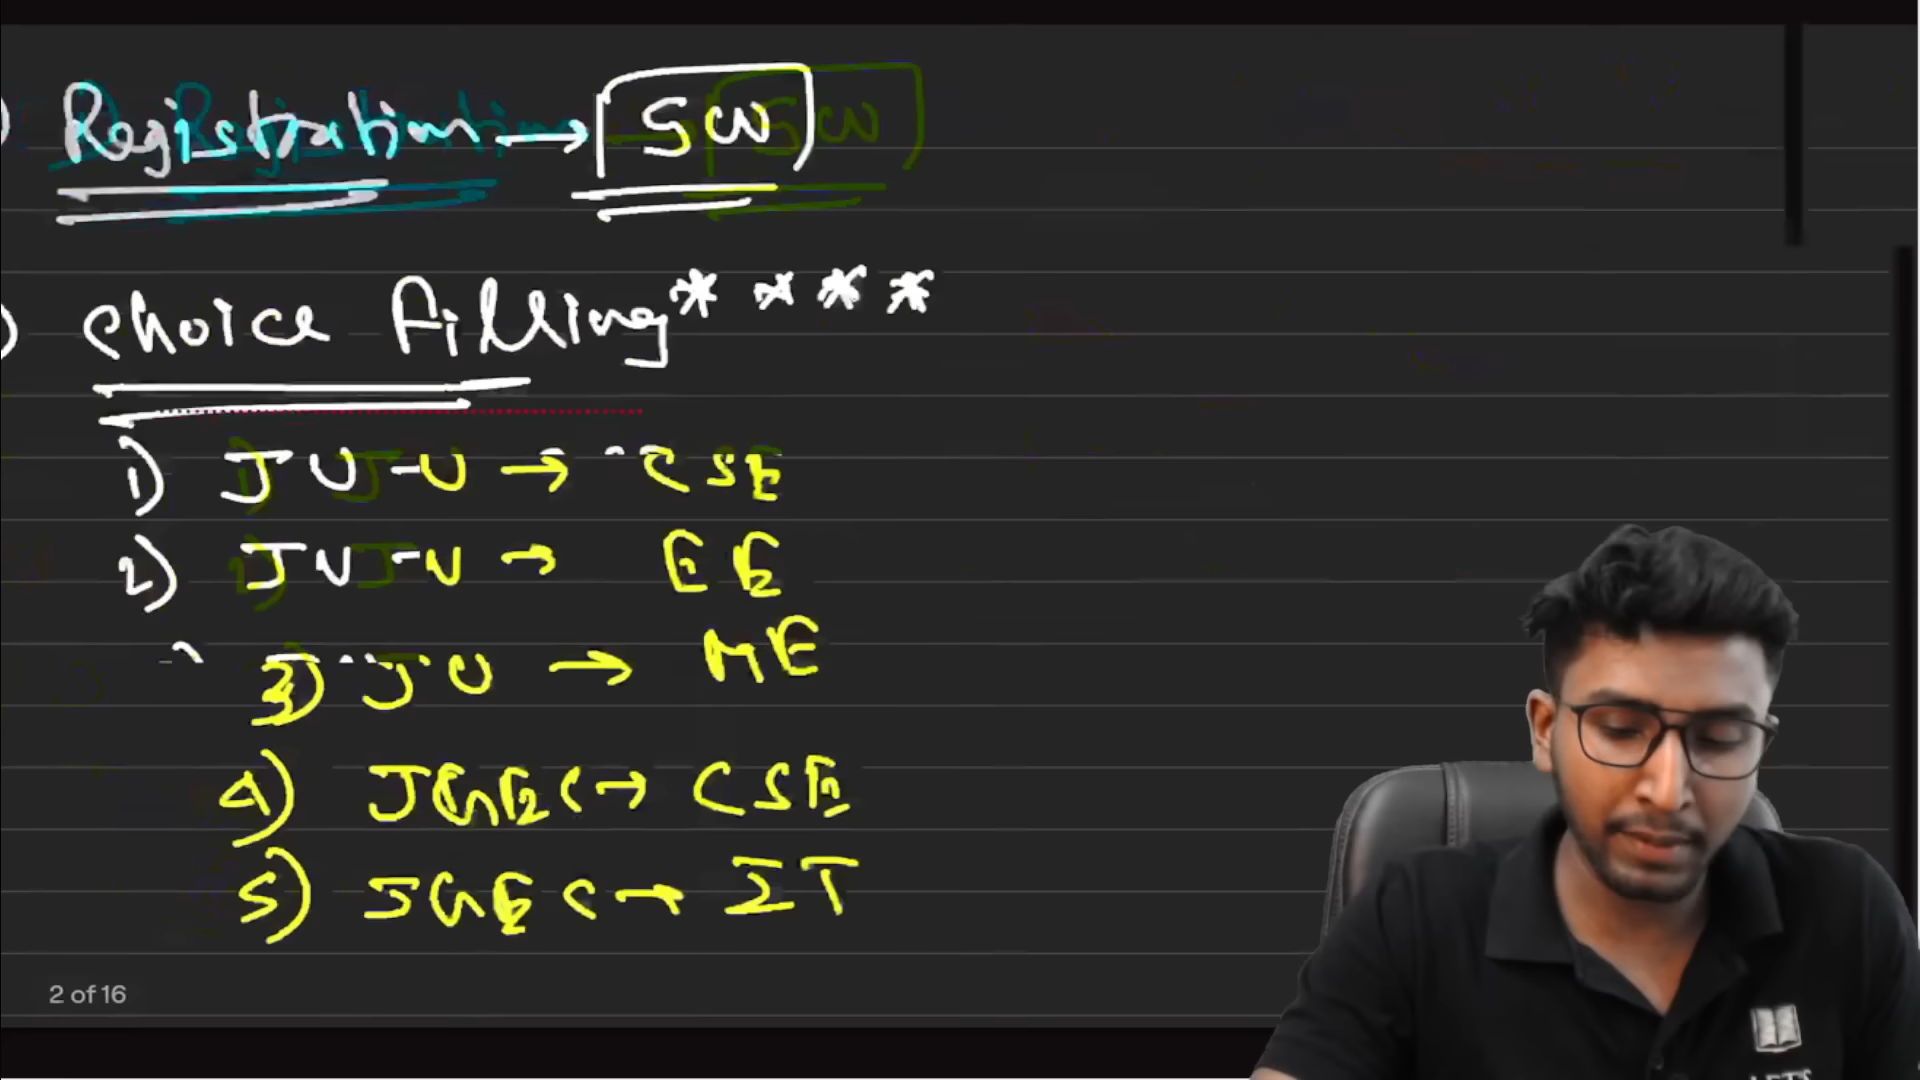 ) Registration → SW
) choice filling * * * *
1) JU → CSE
2) JU → EE
3) JU → ME
4) JGEC → CSE
5) JGEC → IT
2 of 16
LET'S